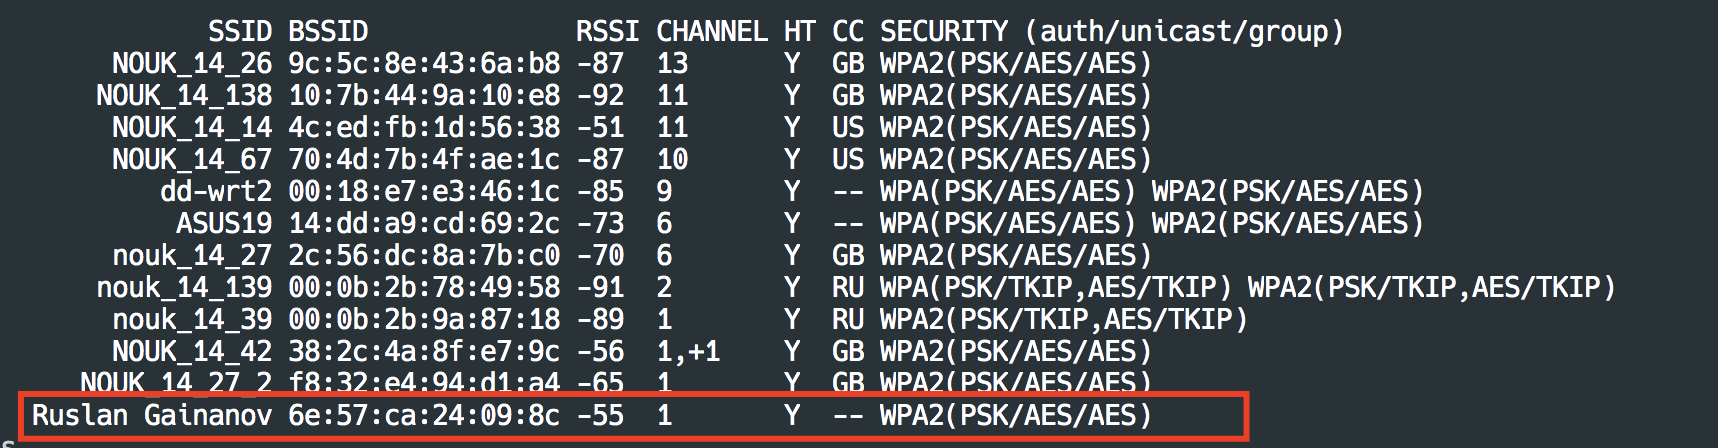 SSID BSSID RSSI CHANNEL HT CC SECURITY (auth/unicast/group)
NOUK_14_26 9c:5c:8e:43:6a:b8 -87 13 Y GB WPA2(PSK/AES/AES)
NOUK_14_138 10:7b:44:9a:10:e8 -92 11 Y GB WPA2(PSK/AES/AES)
NOUK_14_14 4c:ed:fb:1d:56:38 -51 11 Y US WPA2(PSK/AES/AES)
NOUK_14_67 70:4d:7b:4f:ae:1c -87 10 Y US WPA2(PSK/AES/AES)
dd-wrt2 00:18:e7:e3:46:1c -85 9 Y -- WPA(PSK/AES/AES) WPA2(PSK/AES/AES)
ASUS19 14:dd:a9:cd:69:2c -73 6 Y -- WPA(PSK/AES/AES) WPA2(PSK/AES/AES)
nouk_14_27 2c:56:dc:8a:7b:c0 -70 6 Y GB WPA2(PSK/AES/AES)
nouk_14_139 00:0b:2b:78:49:58 -91 2 Y RU WPA(PSK/TKIP,AES/TKIP) WPA2(PSK/TKIP,AES/TKIP)
nouk_14_39 00:0b:2b:9a:87:18 -89 1 Y RU WPA2(PSK/TKIP,AES/TKIP)
NOUK_14_42 38:2c:4a:8f:e7:9c -56 1,+1 Y GB WPA2(PSK/AES/AES)
NOUK_14_27_2 f8:32:e4:94:d1:a4 -65 1 Y GB WPA2(PSK/AES/AES)
Ruslan Gainanov 6e:57:ca:24:09:8c -55 1 Y -- WPA2(PSK/AES/AES)
s